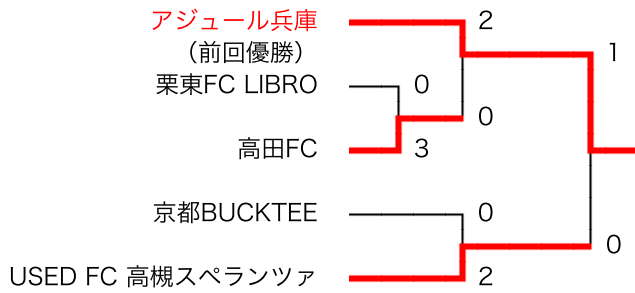 アジュール兵庫 2
（前回優勝） 1
栗東FC LIBRO 0
0
高田FC 3
京都BUCKTEE 0
0
USED FC 高槻スペランツァ 2